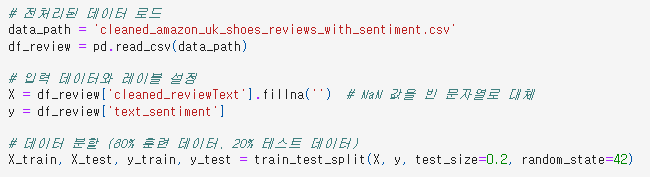 # 전처리된 데이터 로드
data_path = 'cleaned_amazon_uk_shoes_reviews_with_sentiment.csv'
df_review = pd.read_csv(data_path)
# 입력 데이터와 레이블 설정
X = df_review['cleaned_reviewText'].fillna('')  # NaN 값을 빈 문자열로 대체
y = df_review['text_sentiment']
# 데이터 분할 (80% 훈련 데이터, 20% 테스트 데이터)
X_train, X_test, y_train, y_test = train_test_split(X, y, test_size=0.2, random_state=42)